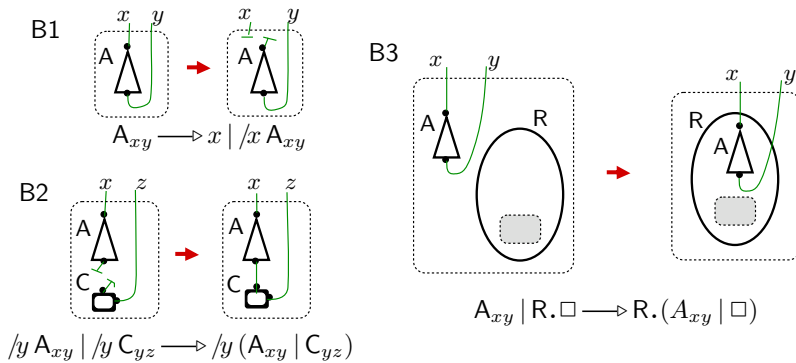 B1
x y x y
A A
A_{xy} —▷ x | /x A_{xy}
B2
x z x z
A A
C C
/y A_{xy} | /y C_{yz} —▷ /y (A_{xy} | C_{yz})
B3
x y x y
A R R A
A_{xy} | R.□ —▷ R.(A_{xy} | □)